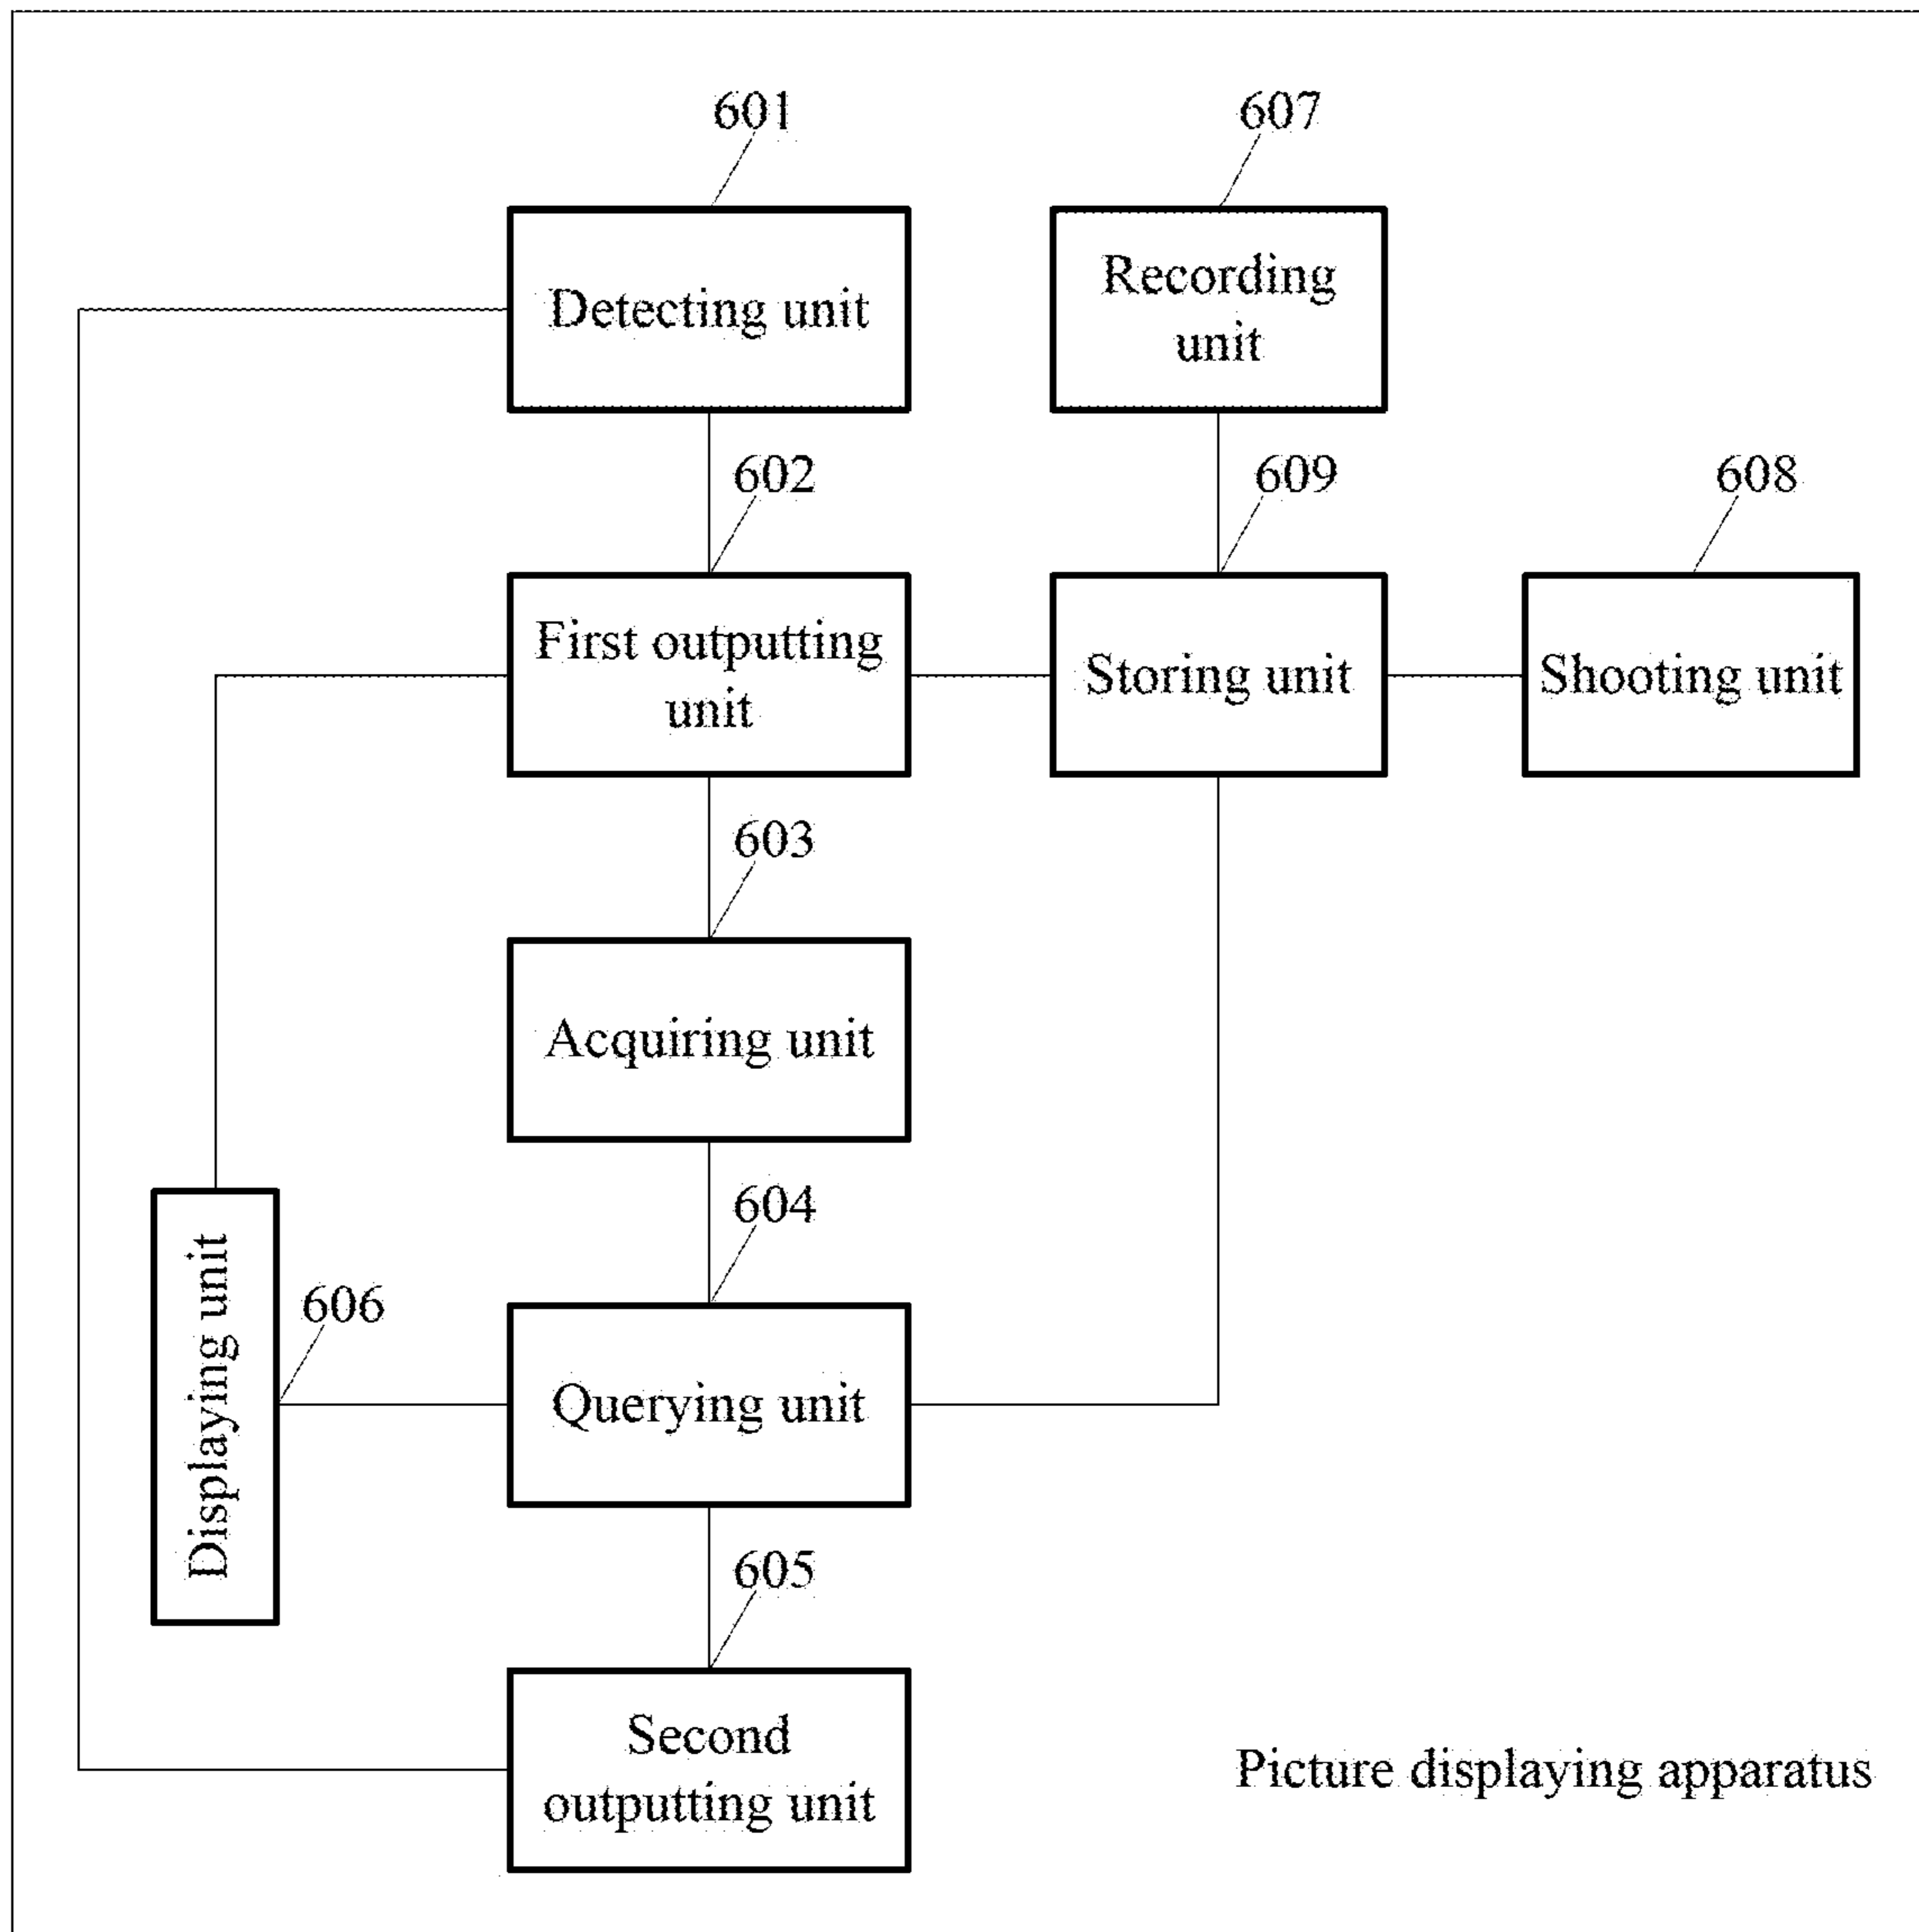 601
607
Detecting unit
Recording
unit
602
609
608
First outputting
unit
Storing unit
Shooting unit
603
Acquiring unit
604
Displaying unit
606
Querying unit
605
Second
outputting unit
Picture displaying apparatus